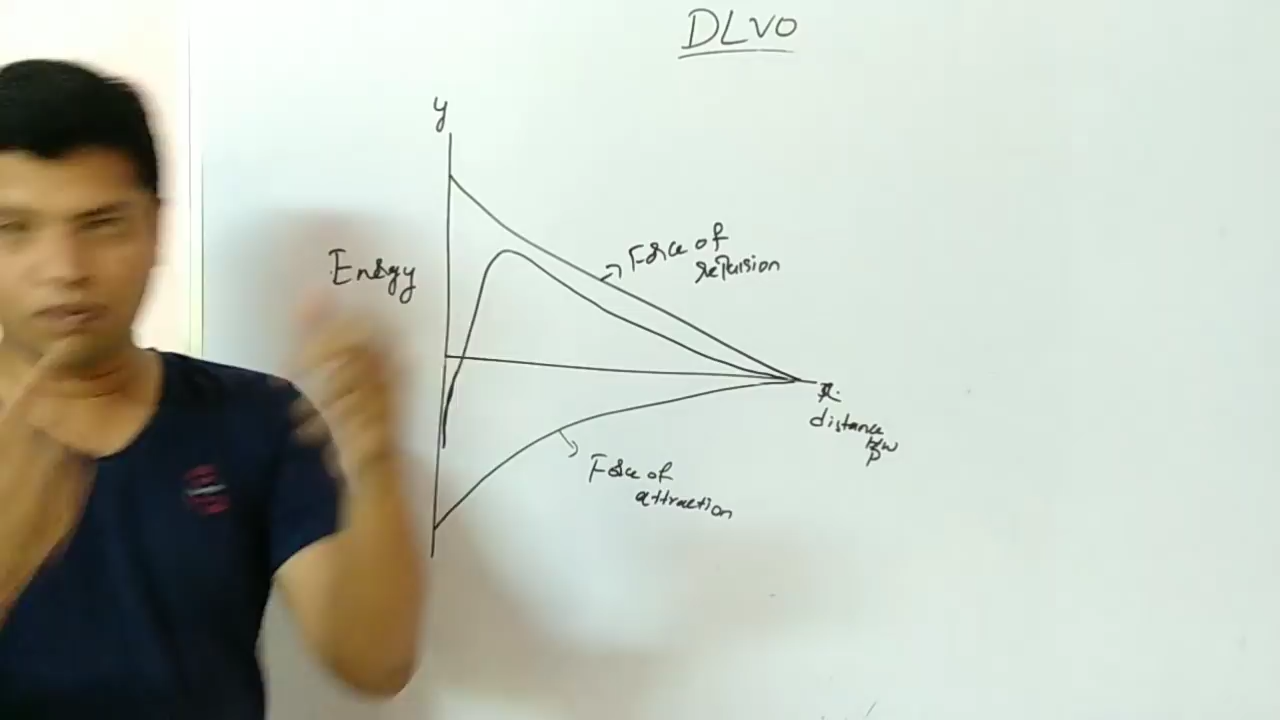 DLVO
y
Energy
Force of
repulsion
x
distance
b/w
P
Force of
attraction